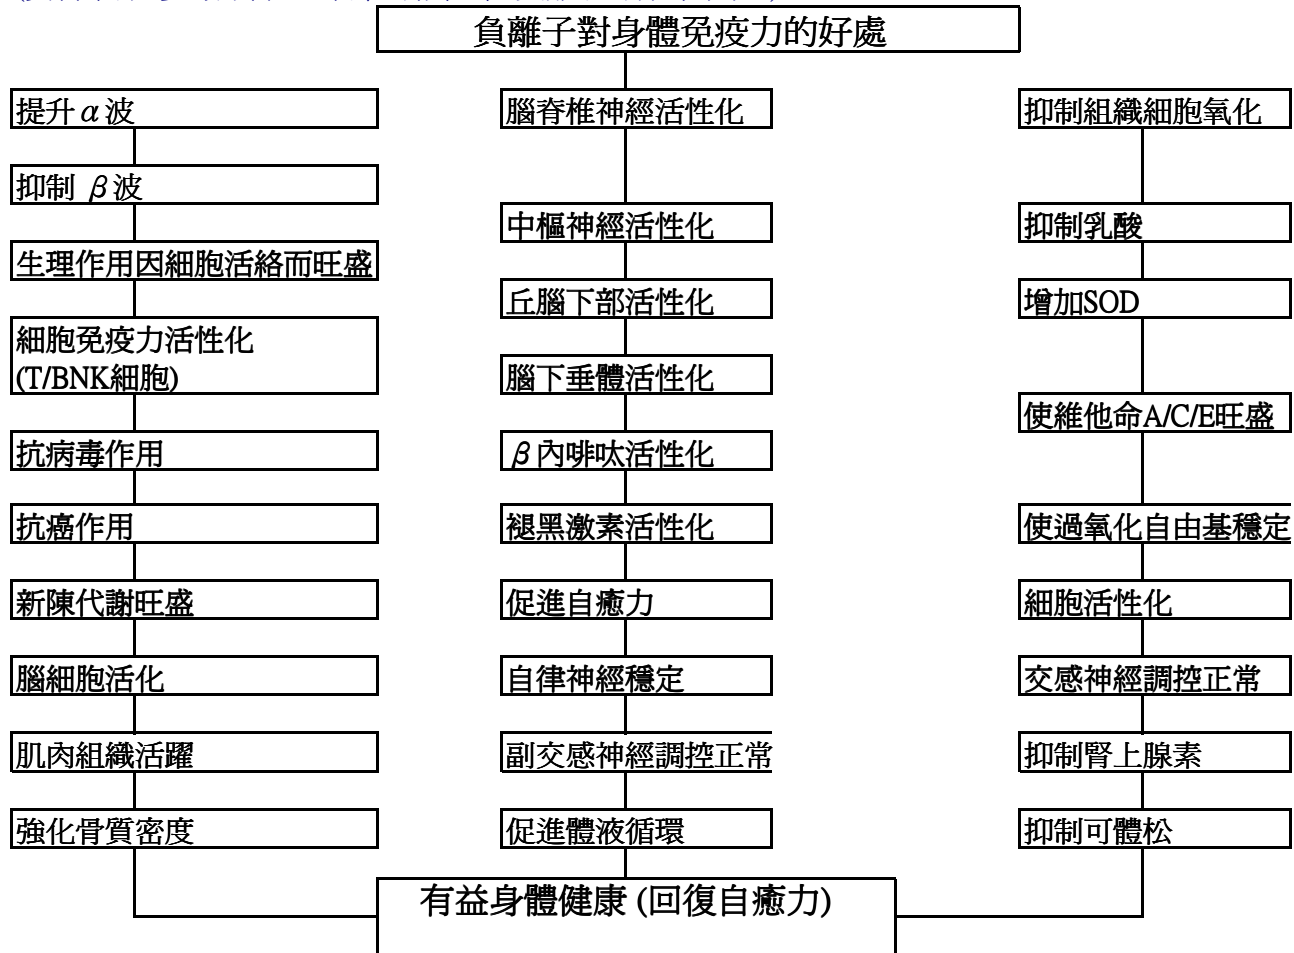 負離子對身體免疫力的好處
提升α波
抑制 β波
生理作用因細胞活絡而旺盛
細胞免疫力活性化
(T/BNK細胞)
抗病毒作用
抗癌作用
新陳代謝旺盛
腦細胞活化
肌肉組織活躍
強化骨質密度
腦脊椎神經活性化
中樞神經活性化
丘腦下部活性化
腦下垂體活性化
β內啡呔活性化
褪黑激素活性化
促進自癒力
自律神經穩定
副交感神經調控正常
促進體液循環
抑制組織細胞氧化
抑制乳酸
增加SOD
使維他命A/C/E旺盛
使過氧化自由基穩定
細胞活性化
交感神經調控正常
抑制腎上腺素
抑制可體松
有益身體健康 (回復自癒力)